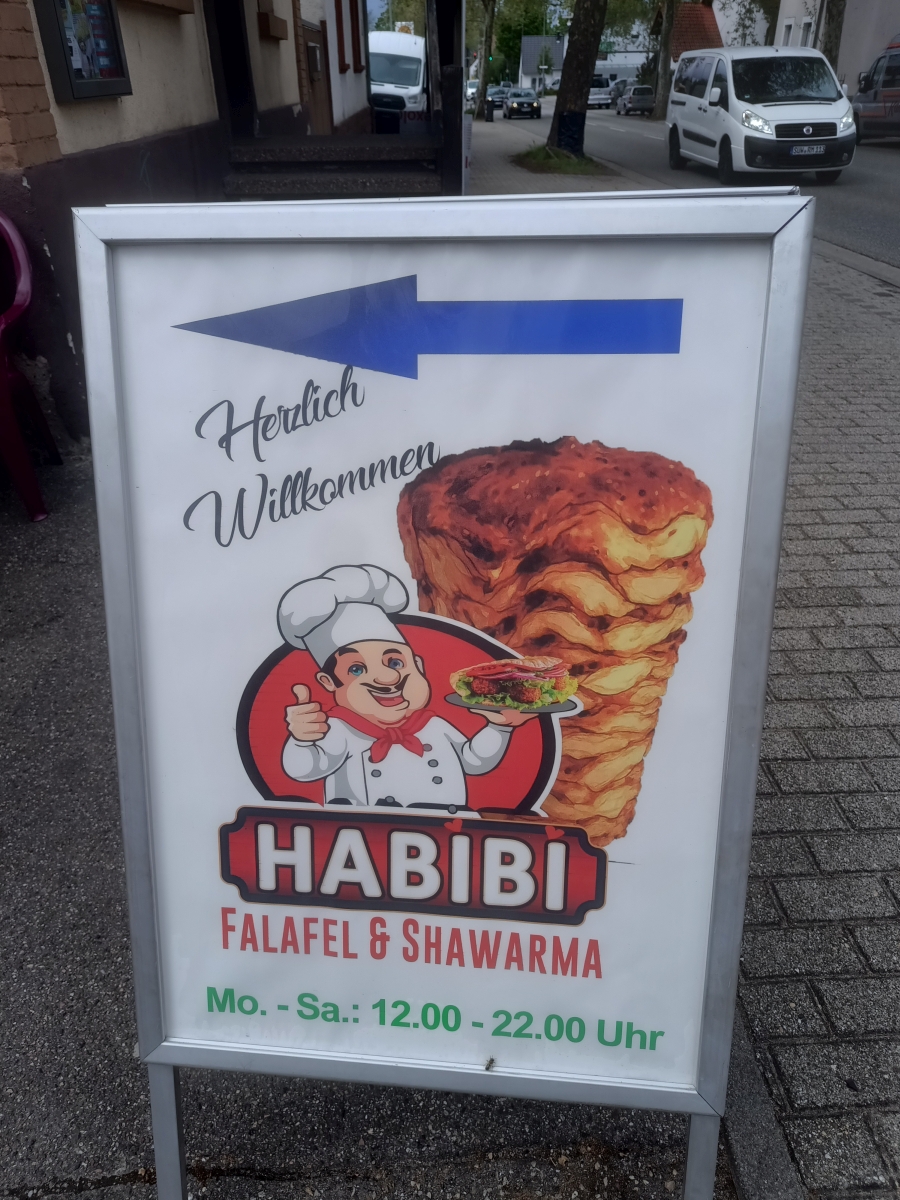 Herzlich
Willkommen
HABIBI
FALAFEL & SHAWARMA
Mo. - Sa.: 12.00 - 22.00 Uhr